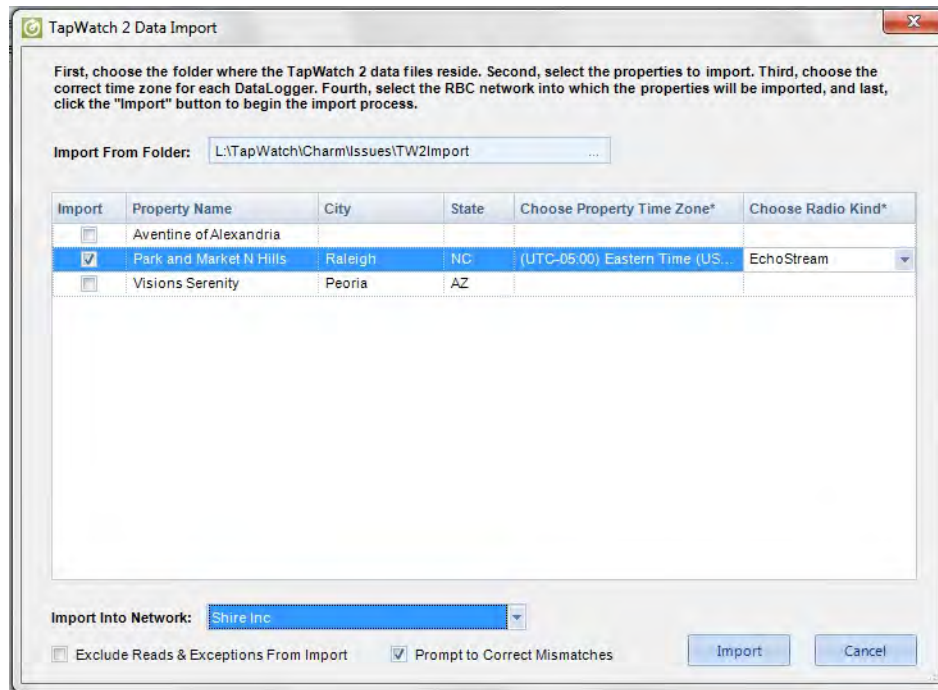 TapWatch 2 Data Import
First, choose the folder where the TapWatch 2 data files reside. Second, select the properties to import. Third, choose the
correct time zone for each DataLogger. Fourth, select the RBC network into which the properties will be imported, and last,
click the "Import" button to begin the import process.
Import From Folder: L:\TapWatch\Charm\Issues\TW2Import ...
Import Property Name City State Choose Property Time Zone* Choose Radio Kind*
Aventine of Alexandria
Park and Market N Hills Raleigh NC (UTC-05:00) Eastern Time (US... EchoStream
Visions Serenity Peoria AZ
Import Into Network: Shire Inc
Exclude Reads & Exceptions From Import Prompt to Correct Mismatches Import Cancel